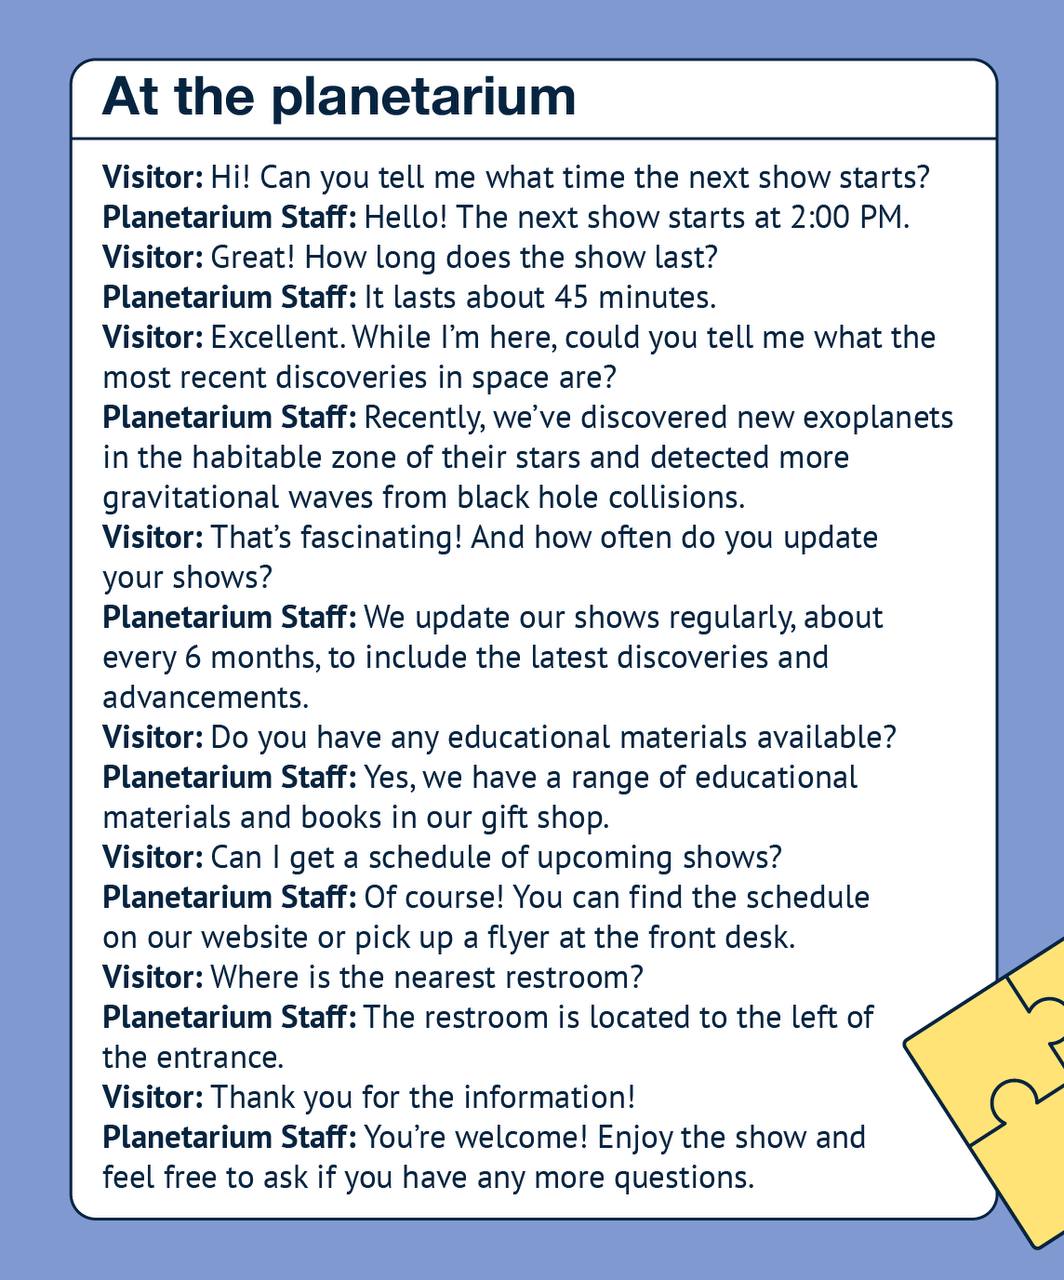 At the planetarium
Visitor: Hi! Can you tell me what time the next show starts?
Planetarium Staff: Hello! The next show starts at 2:00 PM.
Visitor: Great! How long does the show last?
Planetarium Staff: It lasts about 45 minutes.
Visitor: Excellent. While I’m here, could you tell me what the
most recent discoveries in space are?
Planetarium Staff: Recently, we’ve discovered new exoplanets
in the habitable zone of their stars and detected more
gravitational waves from black hole collisions.
Visitor: That’s fascinating! And how often do you update
your shows?
Planetarium Staff: We update our shows regularly, about
every 6 months, to include the latest discoveries and
advancements.
Visitor: Do you have any educational materials available?
Planetarium Staff: Yes, we have a range of educational
materials and books in our gift shop.
Visitor: Can I get a schedule of upcoming shows?
Planetarium Staff: Of course! You can find the schedule
on our website or pick up a flyer at the front desk.
Visitor: Where is the nearest restroom?
Planetarium Staff: The restroom is located to the left of
the entrance.
Visitor: Thank you for the information!
Planetarium Staff: You’re welcome! Enjoy the show and
feel free to ask if you have any more questions.